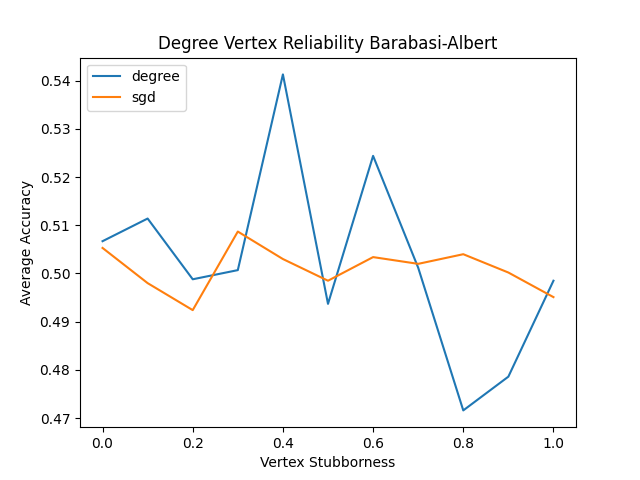 Degree Vertex Reliability Barabasi-Albert
degree
sgd
0.54
0.53
0.52
0.51
0.50
0.49
0.48
0.47
Average Accuracy
0.0 0.2 0.4 0.6 0.8 1.0
Vertex Stubborness